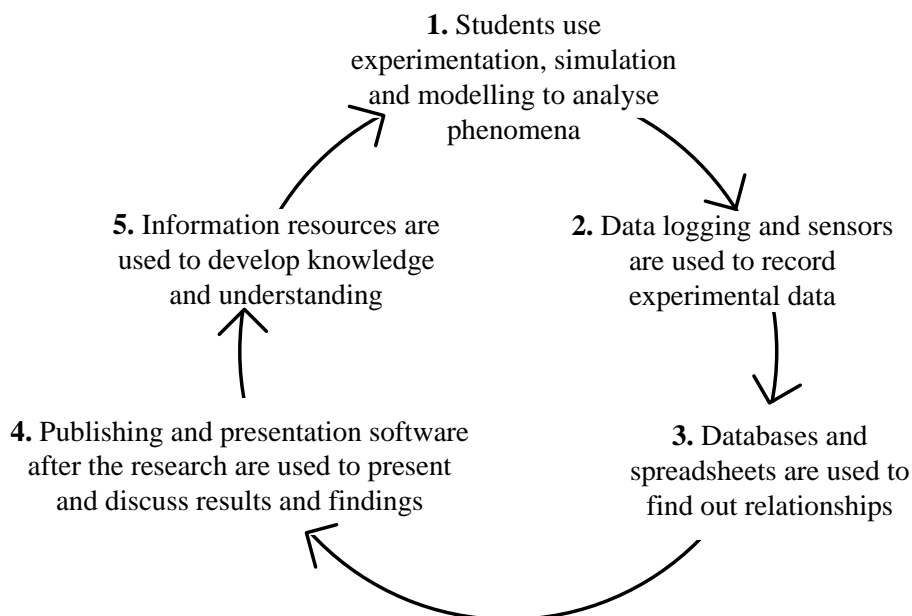 1. Students use
experimentation, simulation
and modelling to analyse
phenomena
2. Data logging and sensors
are used to record
experimental data
3. Databases and
spreadsheets are used to
find out relationships
4. Publishing and presentation software
after the research are used to present
and discuss results and findings
5. Information resources are
used to develop knowledge
and understanding